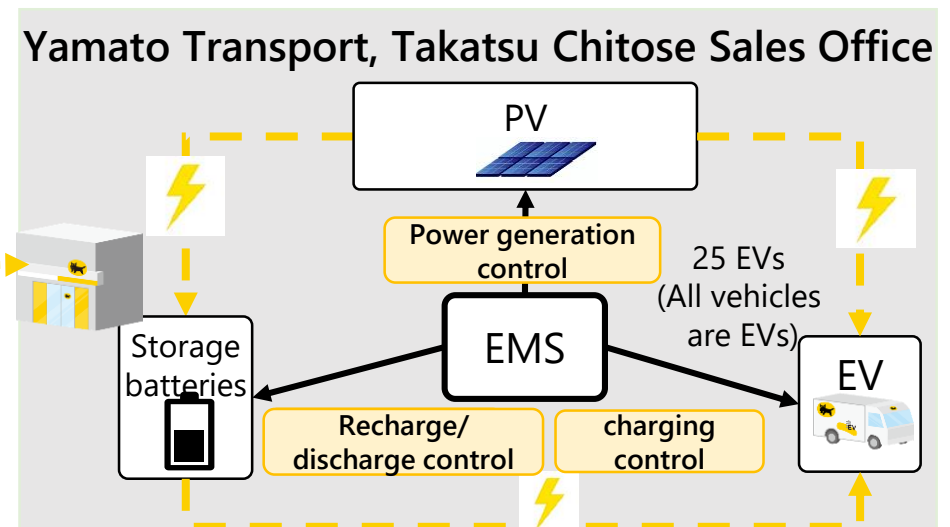 Yamato Transport, Takatsu Chitose Sales Office
PV
Power generation
control
25 EVs
(All vehicles
are EVs)
EMS
Storage
batteries
EV
EV
Recharge/
discharge control
charging
control